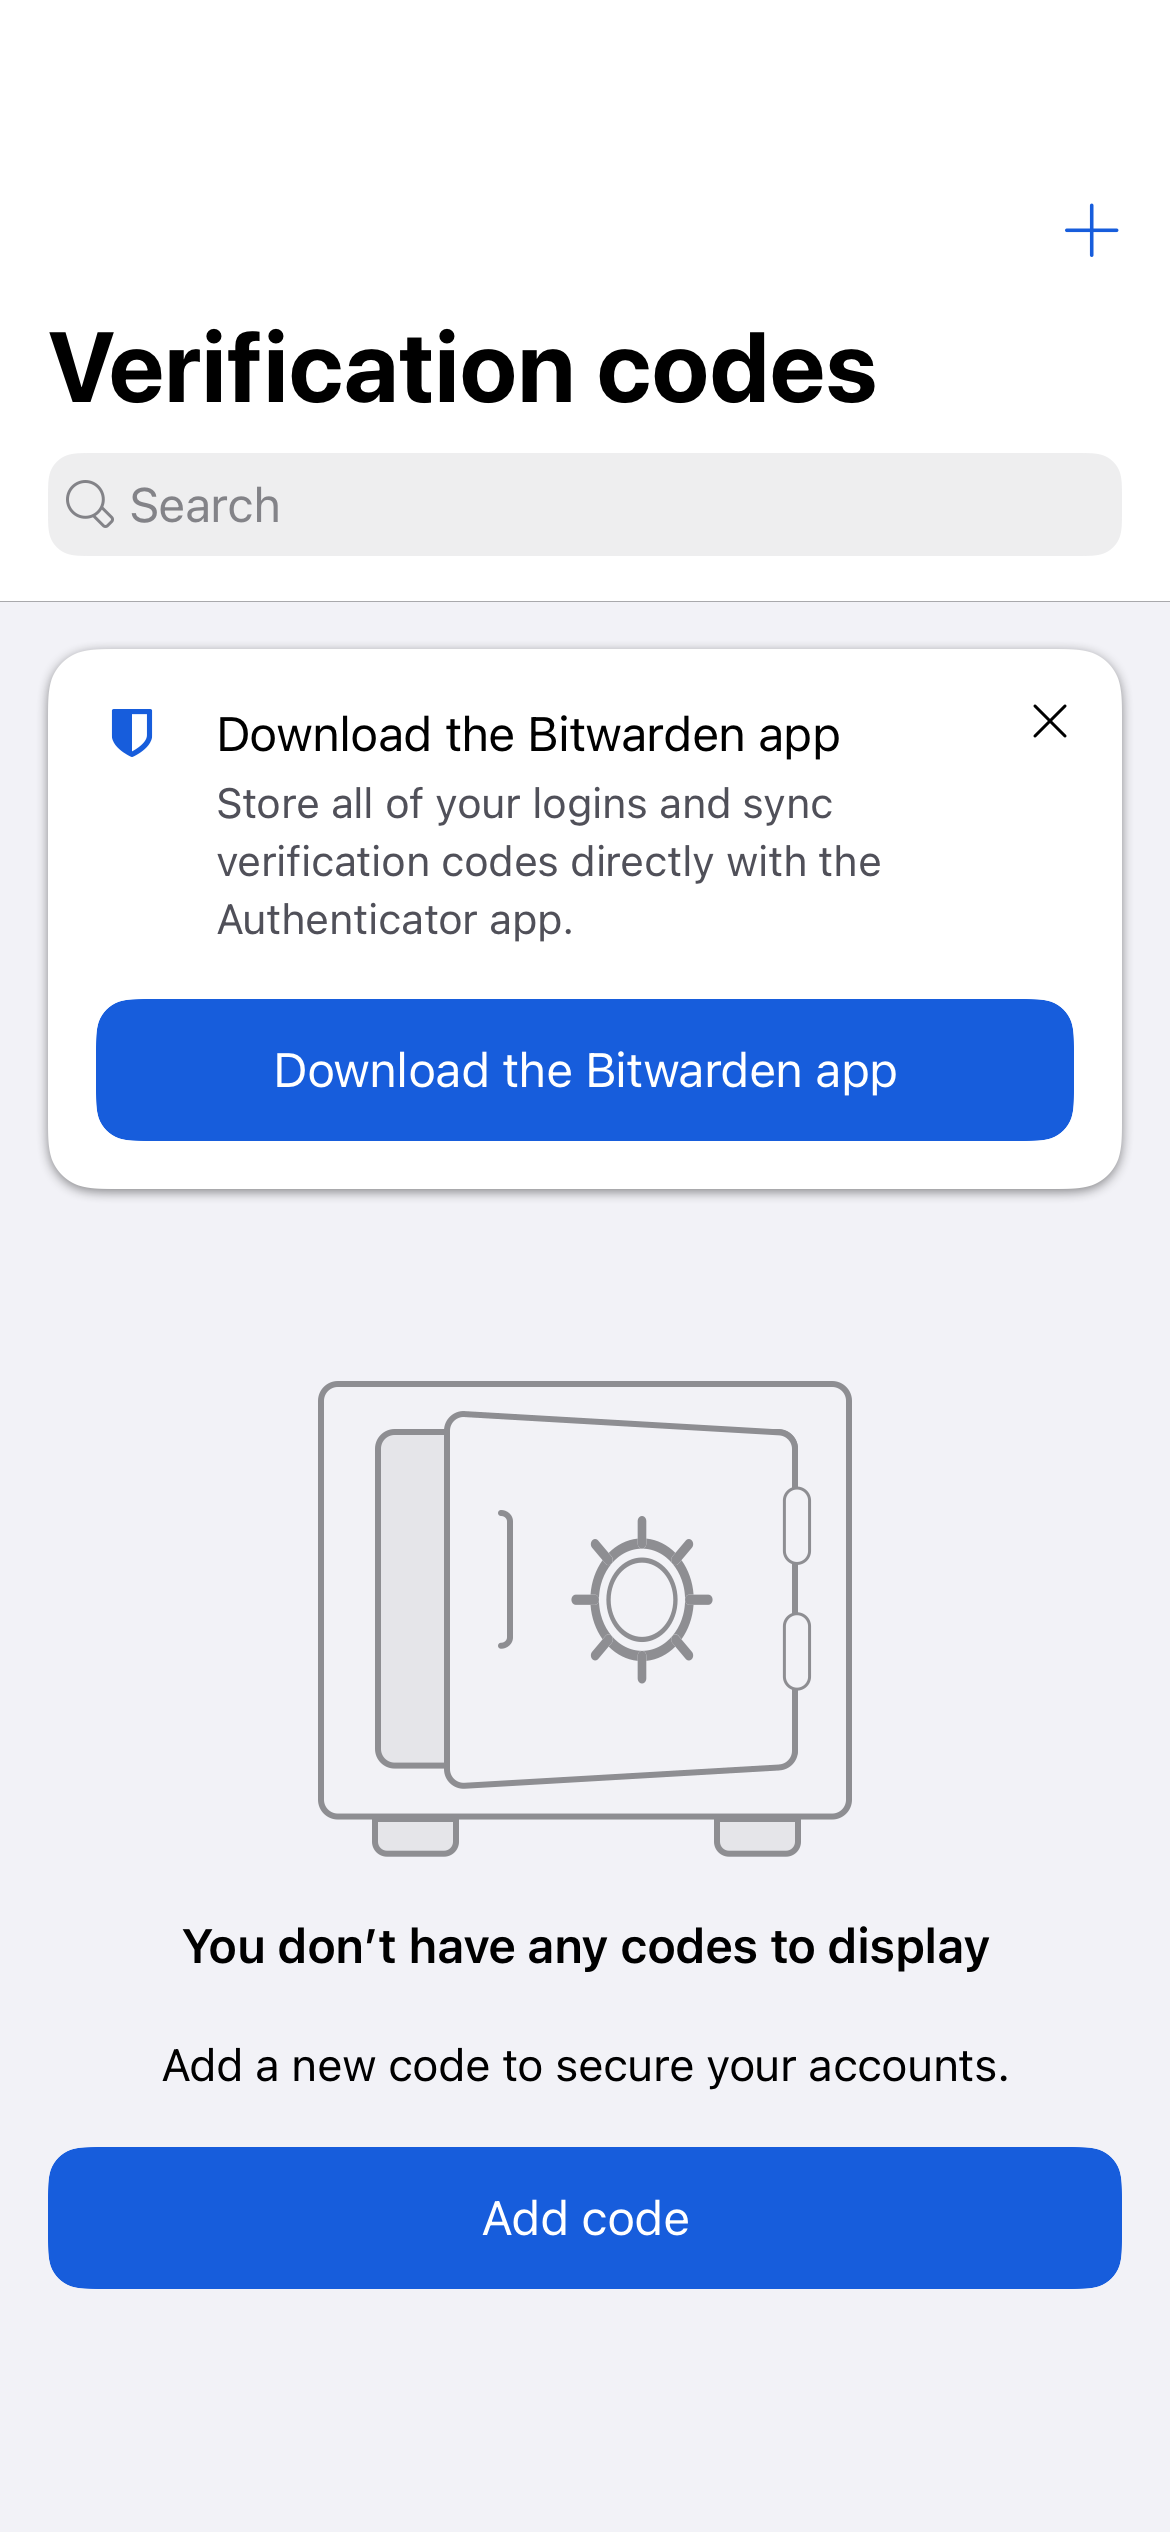 Verification codes
Search
Download the Bitwarden app
Store all of your logins and sync
verification codes directly with the
Authenticator app.
Download the Bitwarden app
You don’t have any codes to display
Add a new code to secure your accounts.
Add code